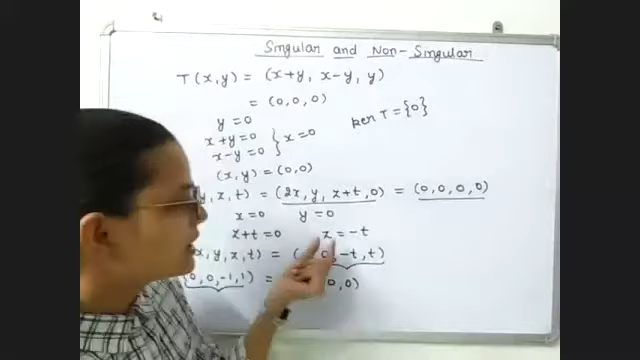 Singular and Non-Singular
T(x,y) = (x+y, x-y, y)
= (0,0,0)
y=0
ker T = {0}
x+y=0
x-y=0 } x=0
(x,y) = (0,0)
y, z, t) = (2x, y, z+t, 0) = (0,0,0,0)
x=0 y=0
z+t=0 z=-t
x, y, z, t) = ( 0, -t, t)
(0,0,-1,1) = 0,0)